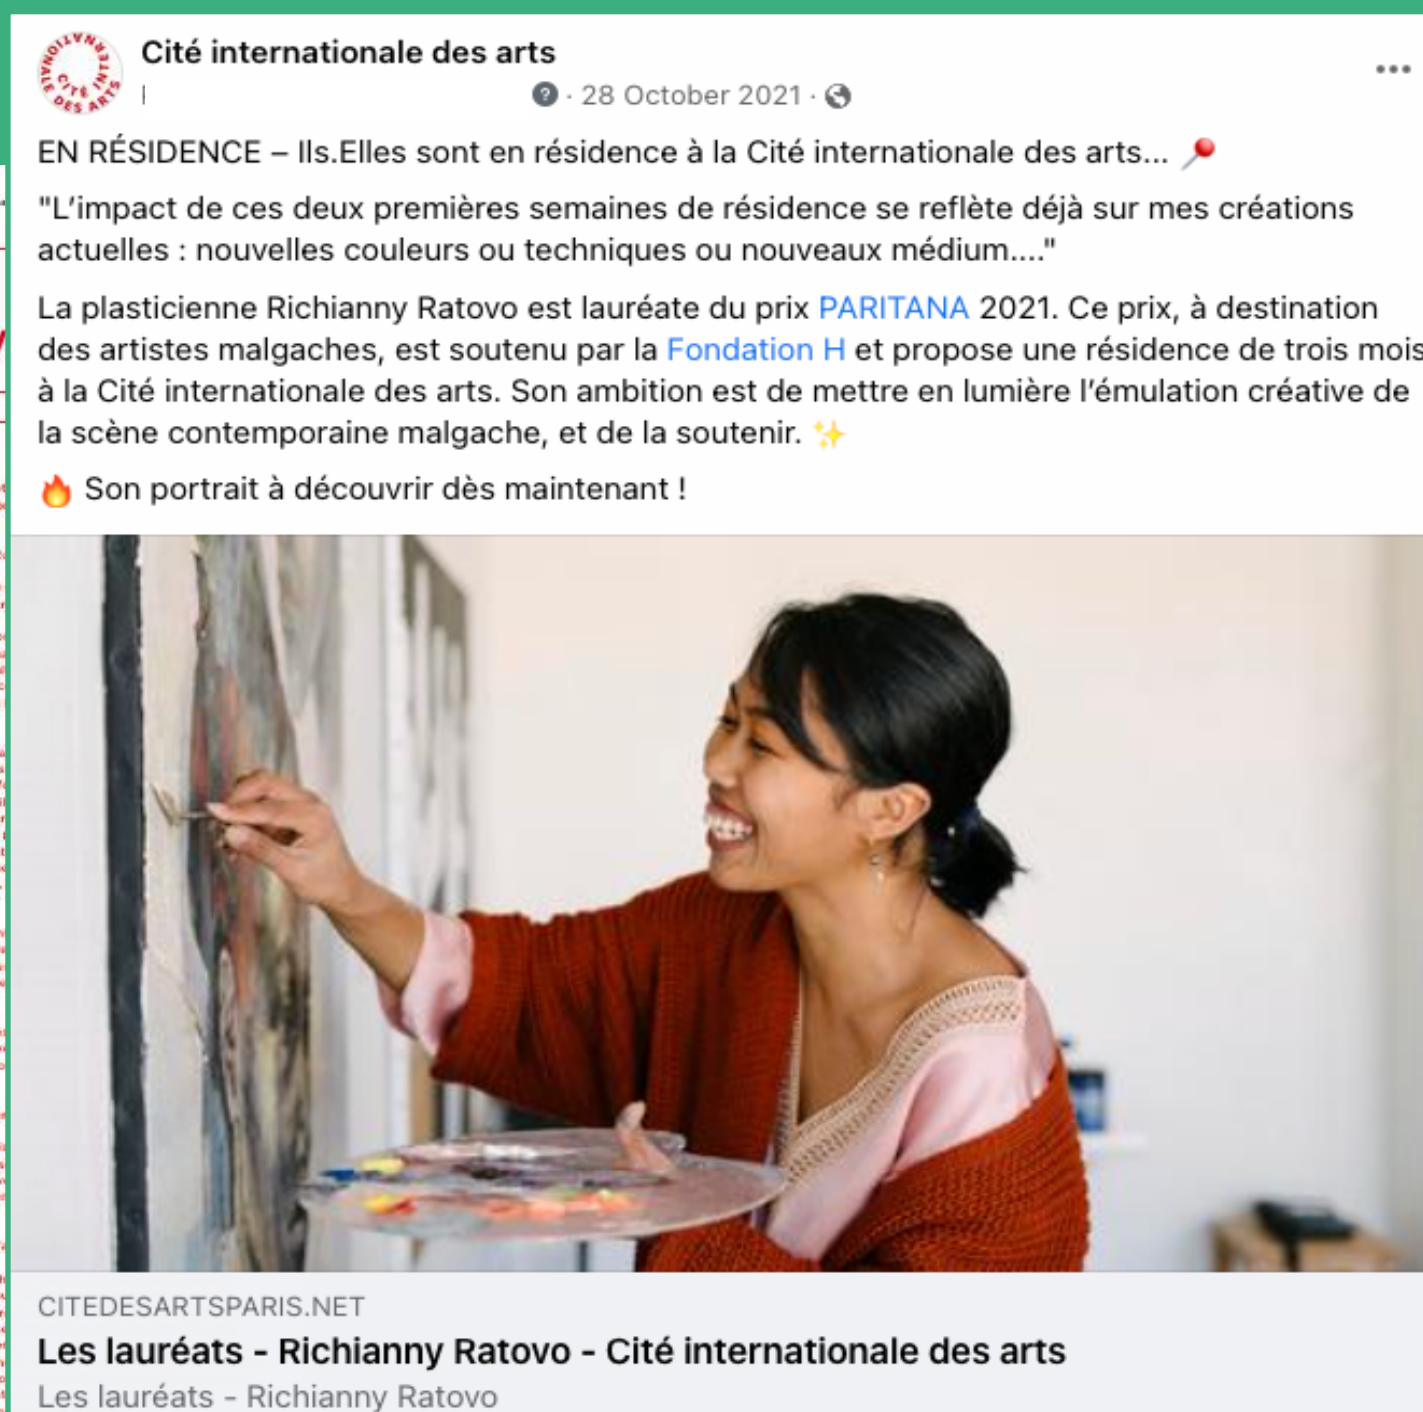 CITÉ INTERNATIONALE DES ARTS
Cité internationale des arts
· 28 October 2021 ·
EN RÉSIDENCE – Ils.Elles sont en résidence à la Cité internationale des arts...
"L’impact de ces deux premières semaines de résidence se reflète déjà sur mes créations
actuelles : nouvelles couleurs ou techniques ou nouveaux médium...."
La plasticienne Richianny Ratovo est lauréate du prix PARITANA 2021. Ce prix, à destination
des artistes malgaches, est soutenu par la Fondation H et propose une résidence de trois mois
à la Cité internationale des arts. Son ambition est de mettre en lumière l’émulation créative de
la scène contemporaine malgache, et de la soutenir.
Son portrait à découvrir dès maintenant !
CITEDESARTSPARIS.NET
Les lauréats - Richianny Ratovo - Cité internationale des arts
Les lauréats - Richianny Ratovo